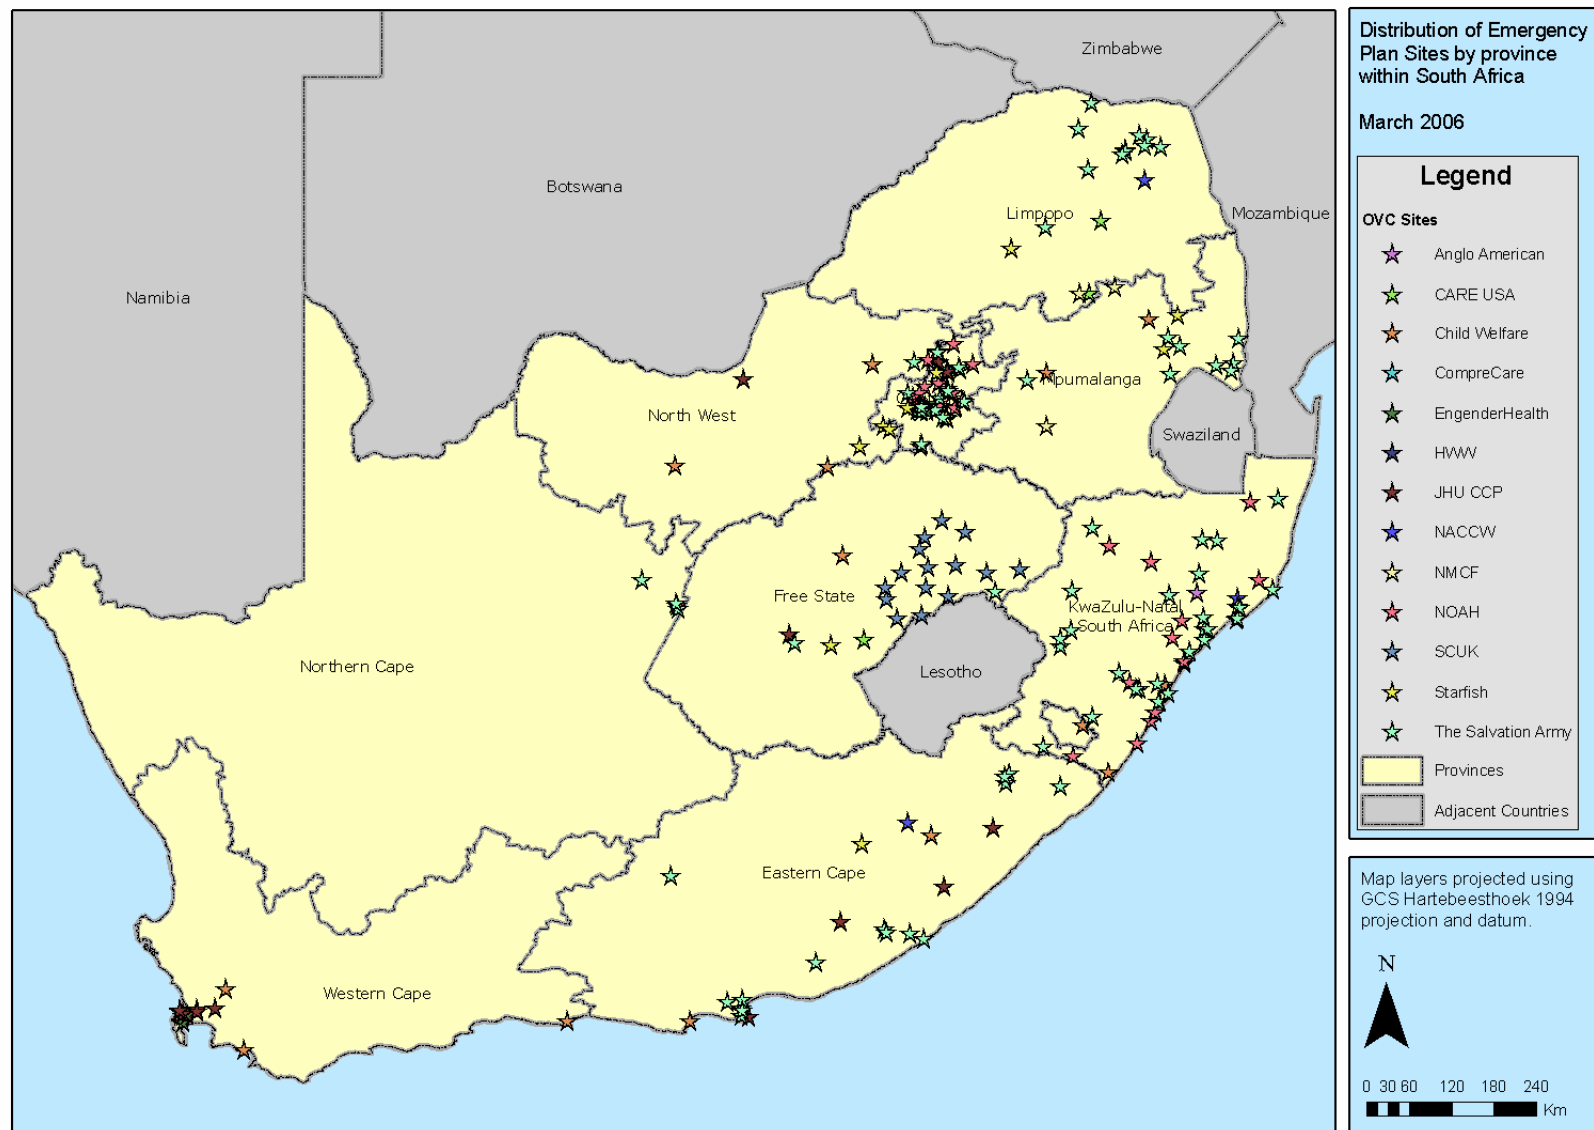 Zimbabwe
Botswana
Limpopo
Mozambique
Namibia
Mpumalanga
North West
Swaziland
Free State
KwaZulu-Natal
South Africa
Northern Cape
Lesotho
Eastern Cape
Western Cape
Distribution of Emergency
Plan Sites by province
within South Africa
March 2006
Legend
OVC Sites
Anglo American
CARE USA
Child Welfare
CompreCare
EngenderHealth
HWW
JHU CCP
NACCW
NMCF
NOAH
SCUK
Starfish
The Salvation Army
Provinces
Adjacent Countries
Map layers projected using
GCS Hartebeesthoek 1994
projection and datum.
N
0 30 60 120 180 240
Km